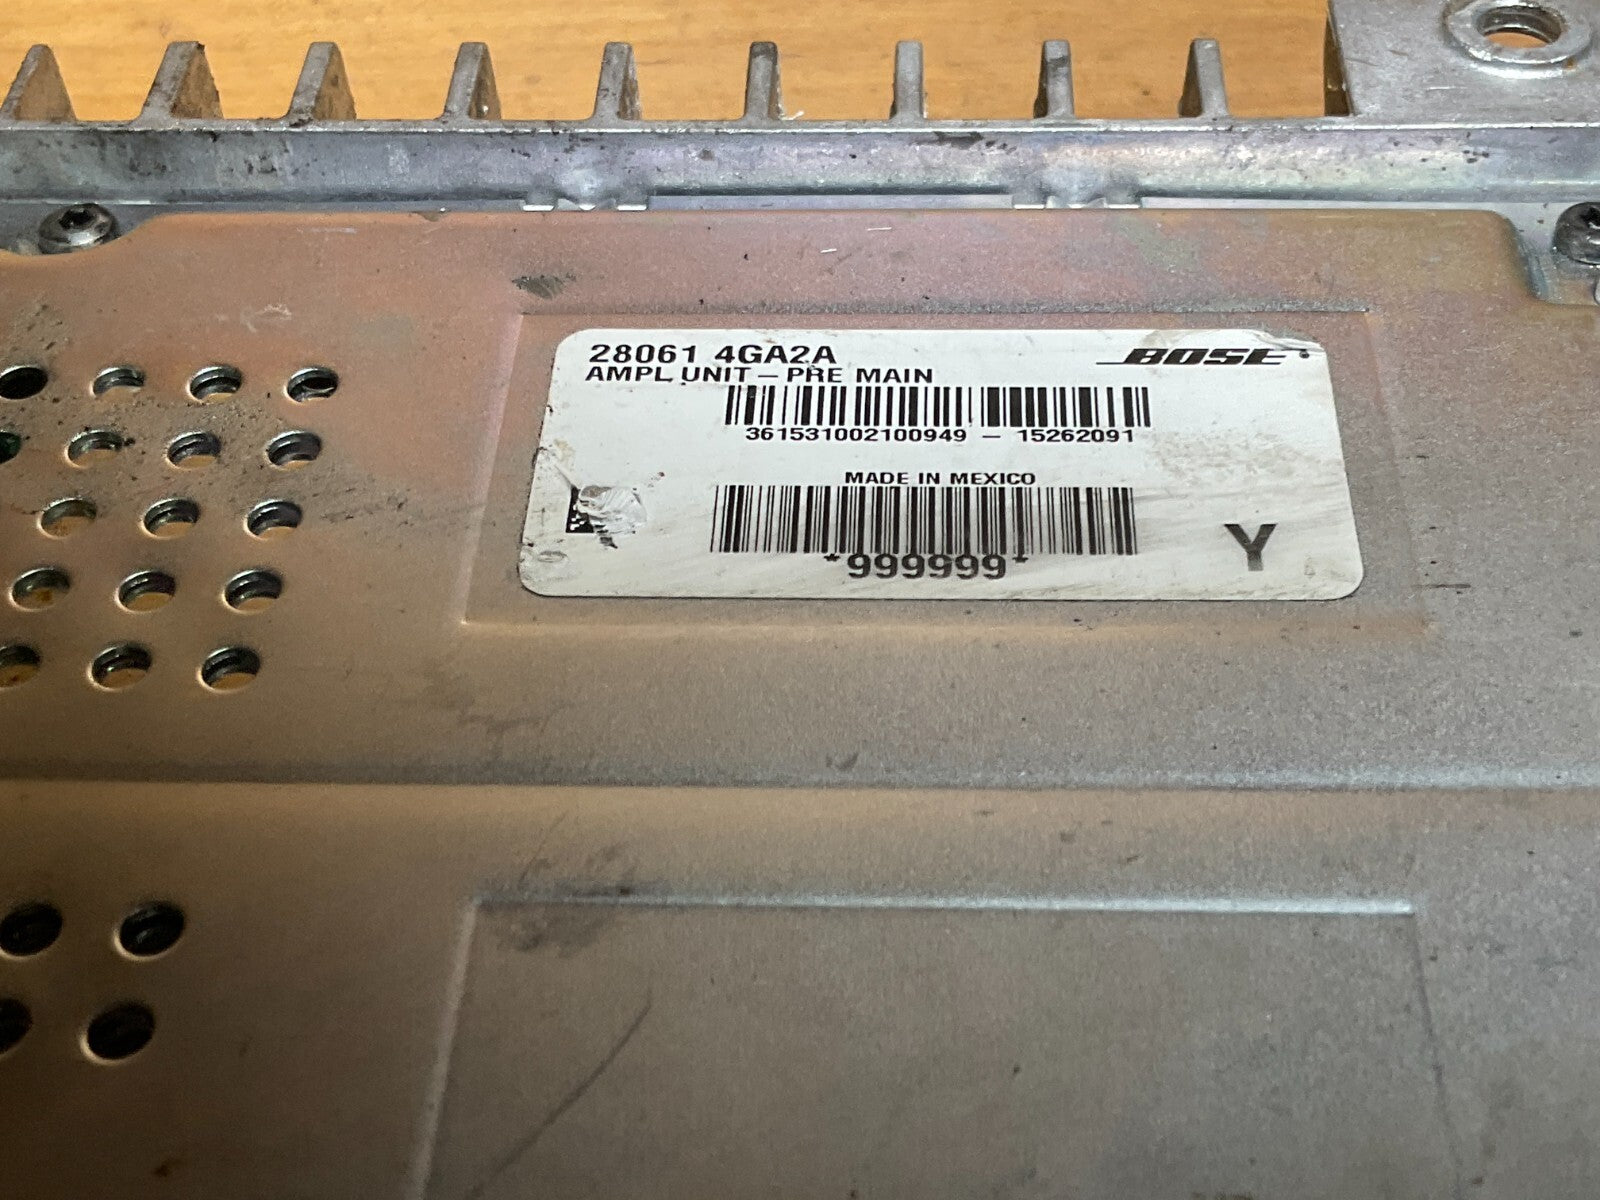 28061 4GA2A
BOSE
AMPL UNIT – PRE MAIN
361531002100949 – 15262091
MADE IN MEXICO
*999999*
Y